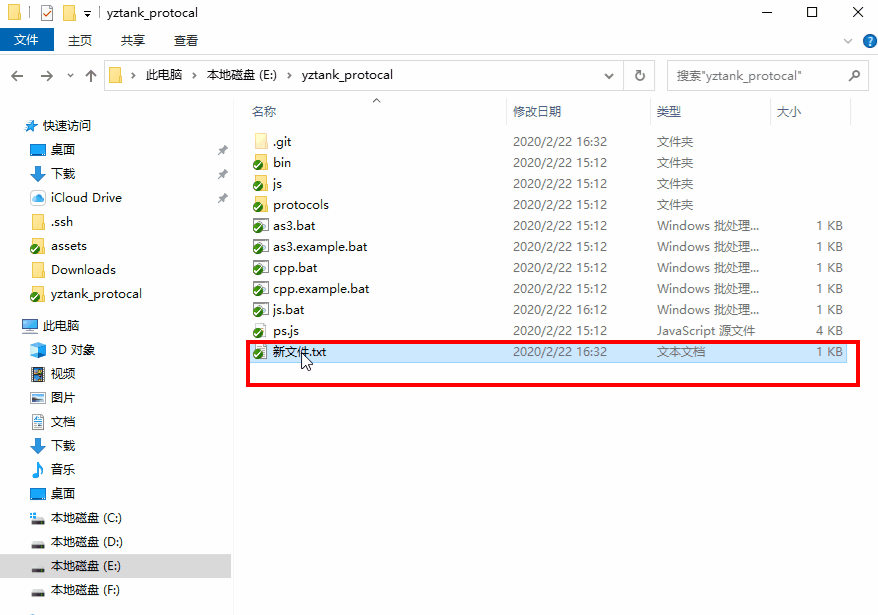 yztank_protocal
文件 主页 共享 查看
此电脑 本地磁盘 (E:) yztank_protocal
搜索"yztank_protocal"
快速访问
桌面
下载
iCloud Drive
.ssh
assets
Downloads
yztank_protocal
此电脑
3D 对象
视频
图片
文档
下载
音乐
桌面
本地磁盘 (C:)
本地磁盘 (D:)
本地磁盘 (E:)
本地磁盘 (F:)
名称 修改日期 类型 大小
.git 2020/2/22 16:32 文件夹
bin 2020/2/22 15:12 文件夹
js 2020/2/22 15:12 文件夹
protocols 2020/2/22 15:12 文件夹
as3.bat 2020/2/22 15:12 Windows 批处理... 1 KB
as3.example.bat 2020/2/22 15:12 Windows 批处理... 1 KB
cpp.bat 2020/2/22 15:12 Windows 批处理... 1 KB
cpp.example.bat 2020/2/22 15:12 Windows 批处理... 1 KB
js.bat 2020/2/22 16:12 Windows 批处理... 1 KB
ps.js 2020/2/22 15:12 JavaScript 源文件 4 KB
新文件.txt 2020/2/22 16:32 文本文档 1 KB